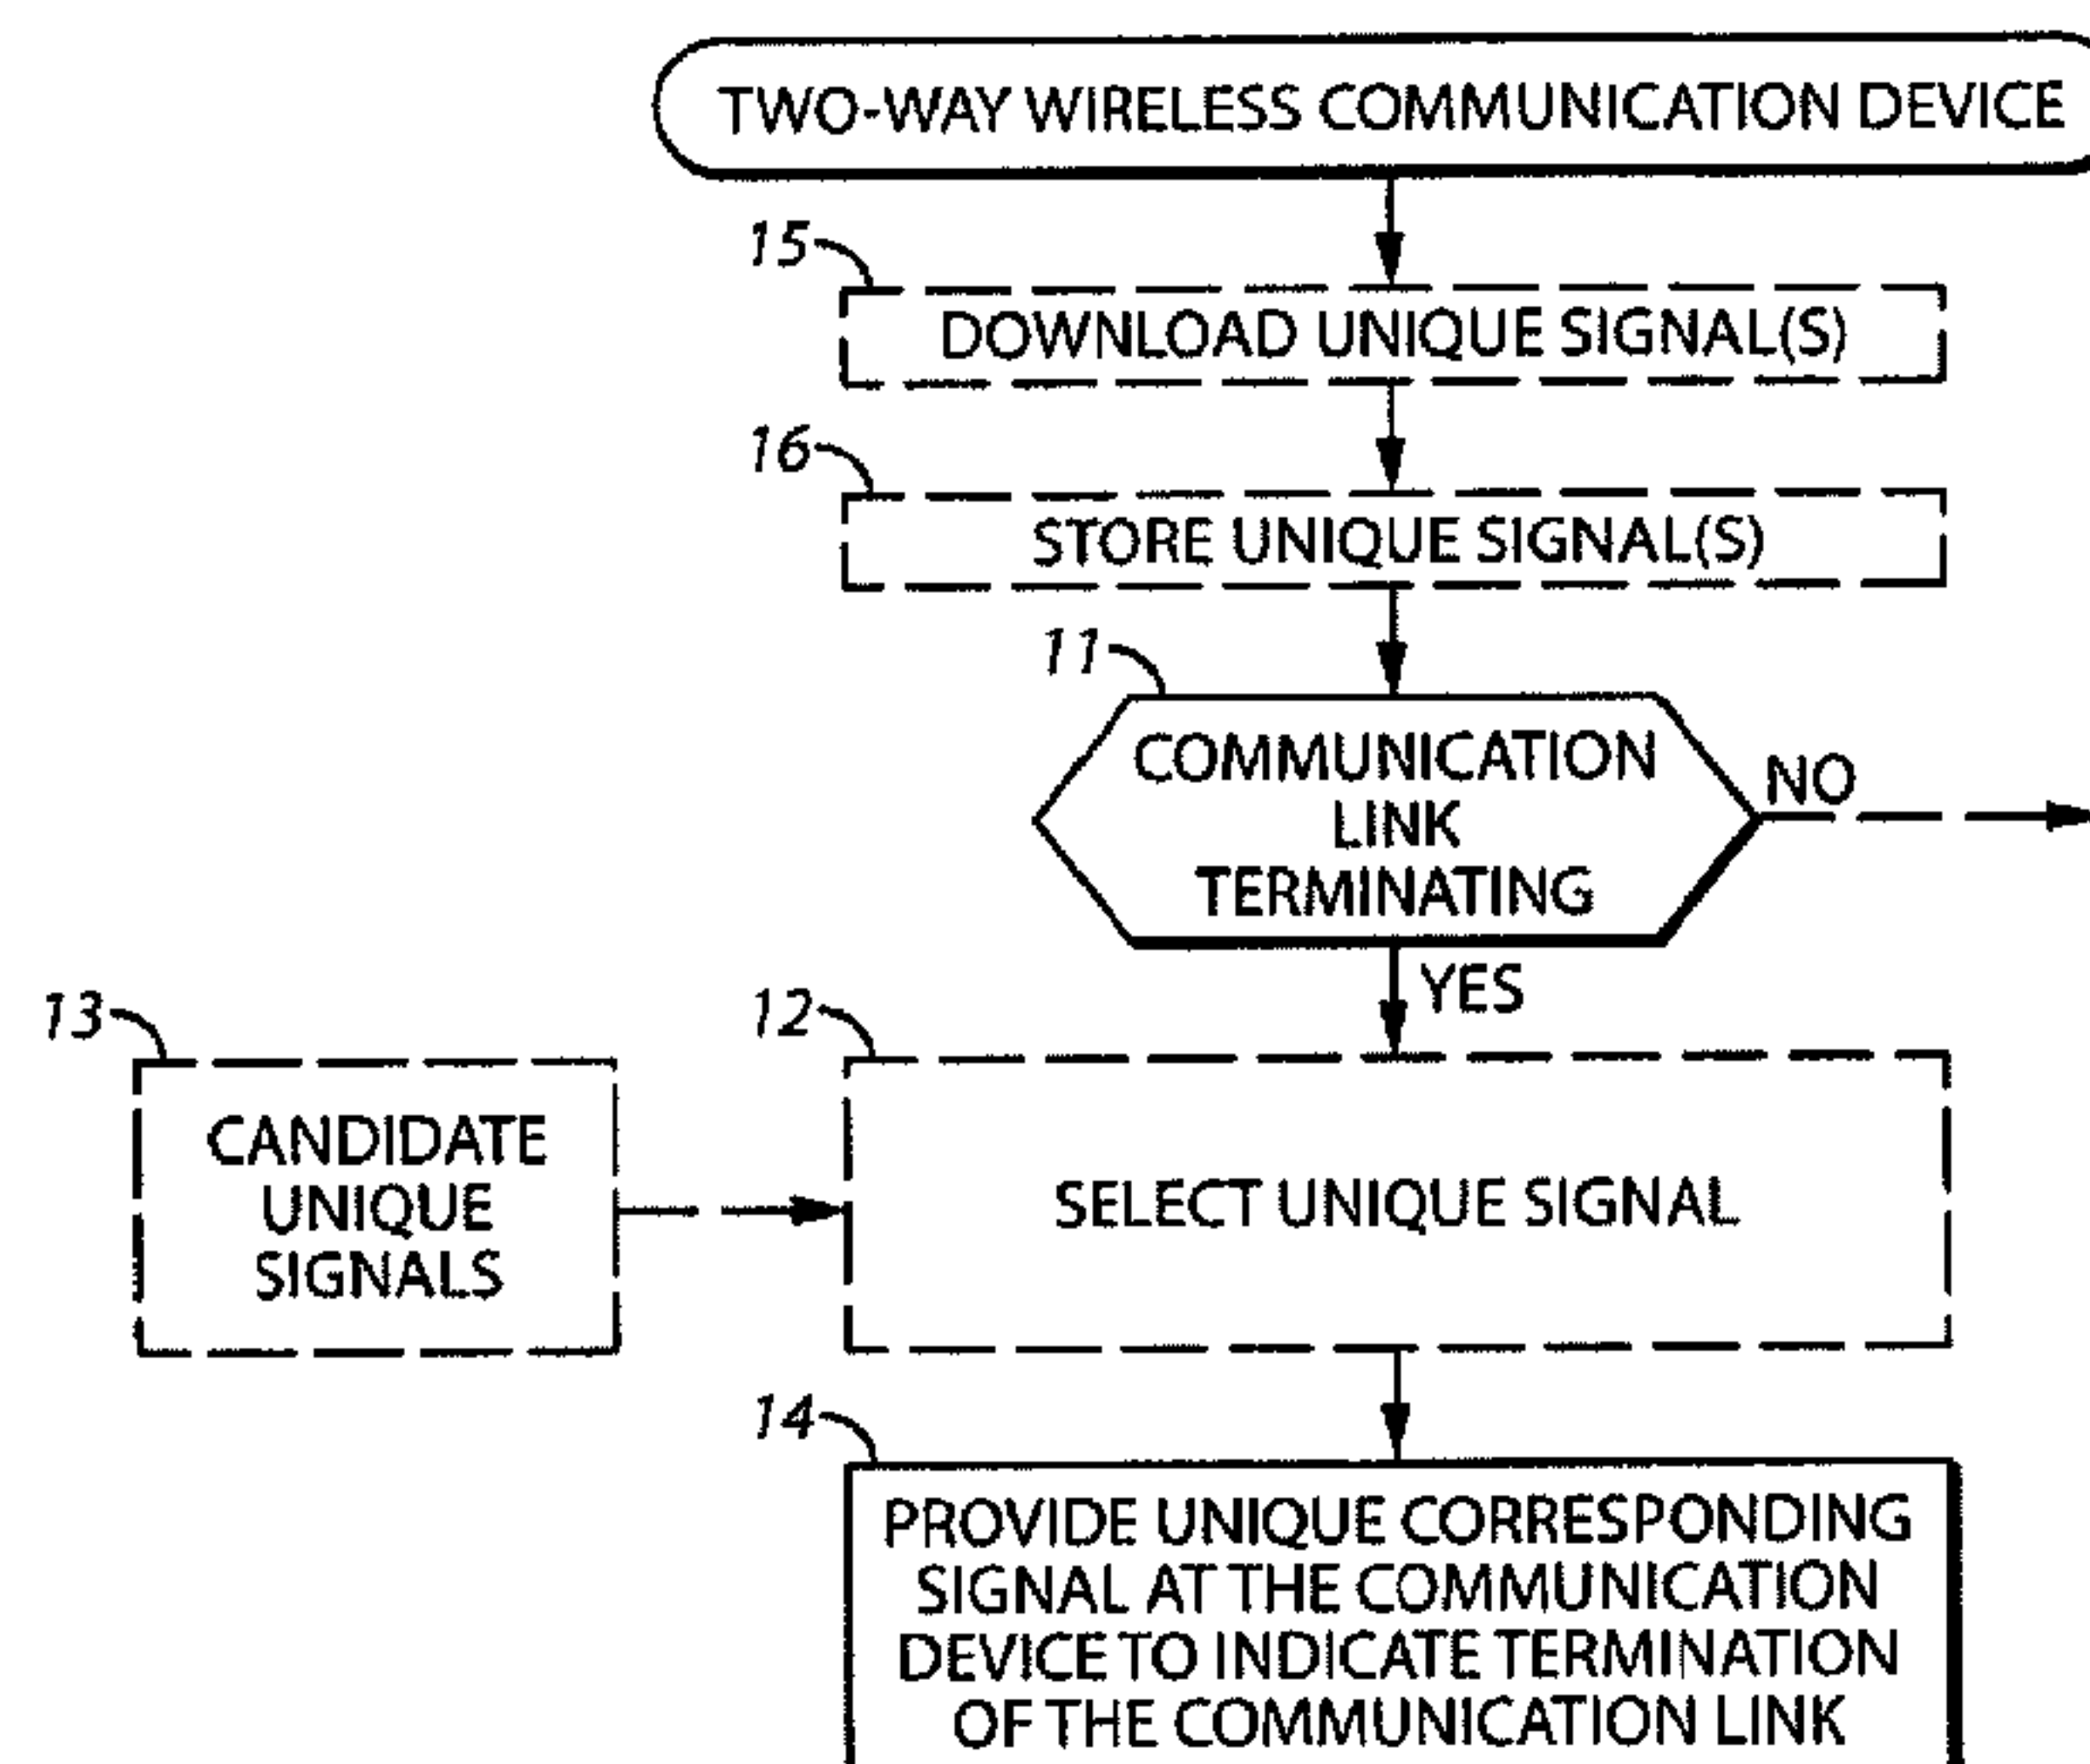 TWO-WAY WIRELESS COMMUNICATION DEVICE
15
DOWNLOAD UNIQUE SIGNAL(S)
16
STORE UNIQUE SIGNAL(S)
11
COMMUNICATION
LINK
TERMINATING
NO
YES
13
12
CANDIDATE
UNIQUE
SIGNALS
SELECT UNIQUE SIGNAL
14
PROVIDE UNIQUE CORRESPONDING
SIGNAL AT THE COMMUNICATION
DEVICE TO INDICATE TERMINATION
OF THE COMMUNICATION LINK